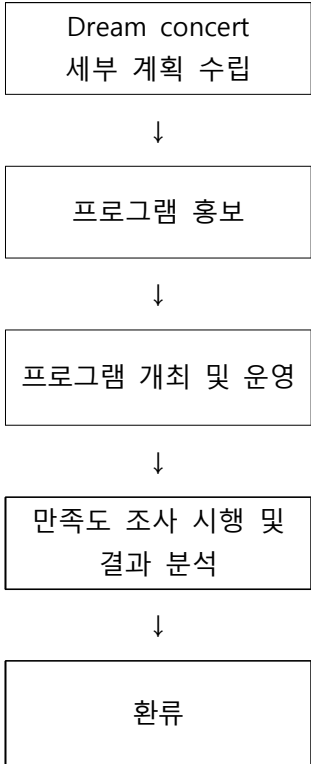 Dream concert
세부 계획 수립
↓
프로그램 홍보
↓
프로그램 개최 및 운영
↓
만족도 조사 시행 및
결과 분석
↓
환류